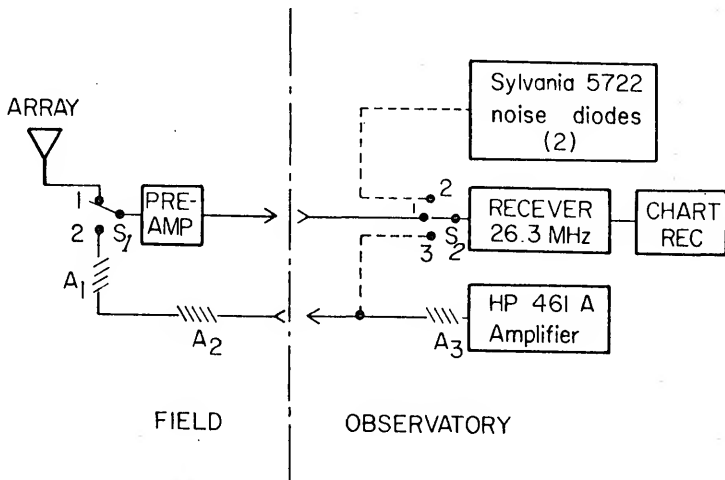 ARRAY
1
2
S1
PRE-
AMP
A1
A2
FIELD
Sylvania 5722
noise diodes
(2)
2
1
3
S2
RECEVER
26.3 MHz
CHART
REC
A3
HP 461 A
Amplifier
OBSERVATORY